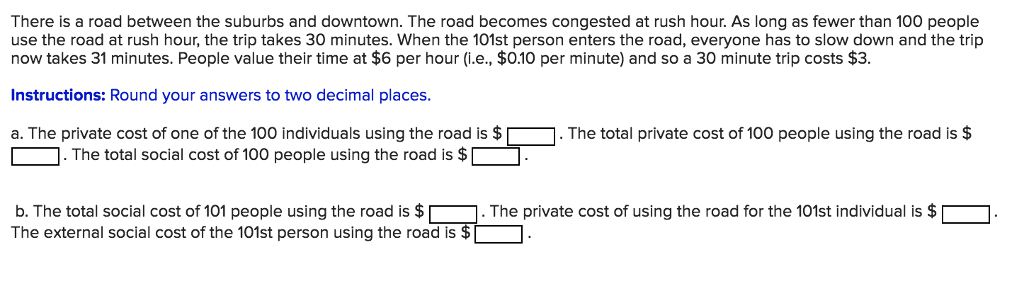 There is a road between the suburbs and downtown. The road becomes congested at rush hour. As long as fewer than 100 people
use the road at rush hour, the trip takes 30 minutes. When the 101st person enters the road, everyone has to slow down and the trip
now takes 31 minutes. People value their time at $6 per hour (i.e., $0.10 per minute) and so a 30 minute trip costs $3.
Instructions: Round your answers to two decimal places.
a. The private cost of one of the 100 individuals using the road is $ . The total private cost of 100 people using the road is $
. The total social cost of 100 people using the road is $ .
b. The total social cost of 101 people using the road is $ . The private cost of using the road for the 101st individual is $ .
The external social cost of the 101st person using the road is $ .